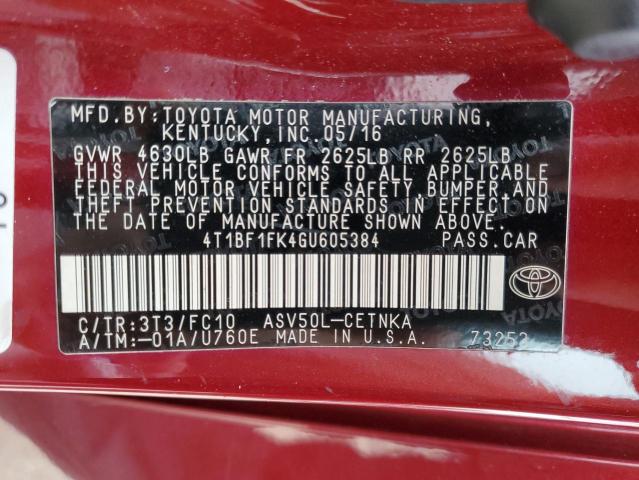 MFD.BY:TOYOTA MOTOR MANUFACTURING,
KENTUCKY, INC. 05/16
GVWR 4630LB GAWR FR 2625LB RR 2625LB
THIS VEHICLE CONFORMS TO ALL APPLICABLE
FEDERAL MOTOR VEHICLE SAFETY, BUMPER, AND
THEFT PREVENTION STANDARDS IN EFFECT ON
THE DATE OF MANUFACTURE SHOWN ABOVE.
4T1BF1FK4GU605384 PASS.CAR
C/TR:3T3/FC10 ASV50L-CETNKA
A/TM:-01A/U760E MADE IN U.S.A. 73252